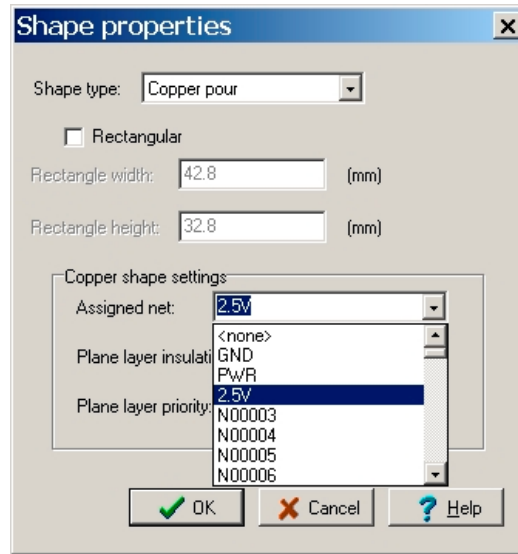 Shape properties
Shape type: Copper pour
Rectangular
Rectangle width: 42.8 (mm)
Rectangle height: 32.8 (mm)
Copper shape settings
Assigned net: 2.5V
<none>
Plane layer insulati GND
PWR
2.5V
Plane layer priority: N00003
N00004
N00005
N00006
OK Cancel Help